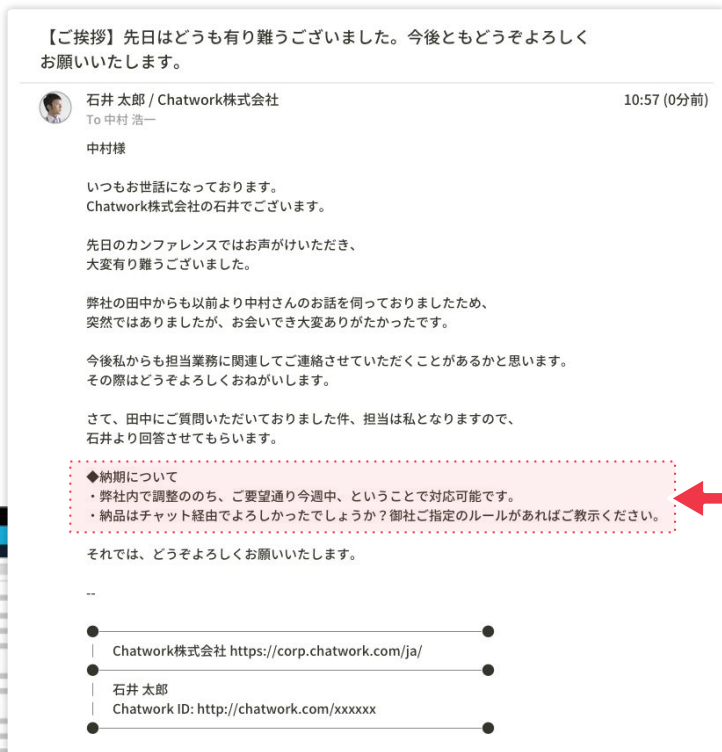 【ご挨拶】先日はどうも有り難うございました。今後ともどうぞよろしく
お願いいたします。
石井 太郎 / Chatwork株式会社
10:57 (0分前)
To 中村 浩一
中村様
いつもお世話になっております。
Chatwork株式会社の石井でございます。
先日のカンファレンスではお声がけいただき、
大変有り難うございました。
弊社の田中からも以前より中村さんのお話を伺っておりましたため、
突然ではありましたが、お会いでき大変ありがたかったです。
今後私からも担当業務に関連してご連絡させていただくことがあるかと思います。
その際はどうぞよろしくおねがいします。
さて、田中にご質問いただいておりました件、担当は私となりますので、
石井より回答させてもらいます。
◆納期について
・弊社内で調整ののち、ご要望通り今週中、ということで対応可能です。
・納品はチャット経由でよろしかったでしょうか？御社ご指定のルールがあればご教示ください。
それでは、どうぞよろしくお願いいたします。
--
Chatwork株式会社 https://corp.chatwork.com/ja/
石井 太郎
Chatwork ID: http://chatwork.com/xxxxxx